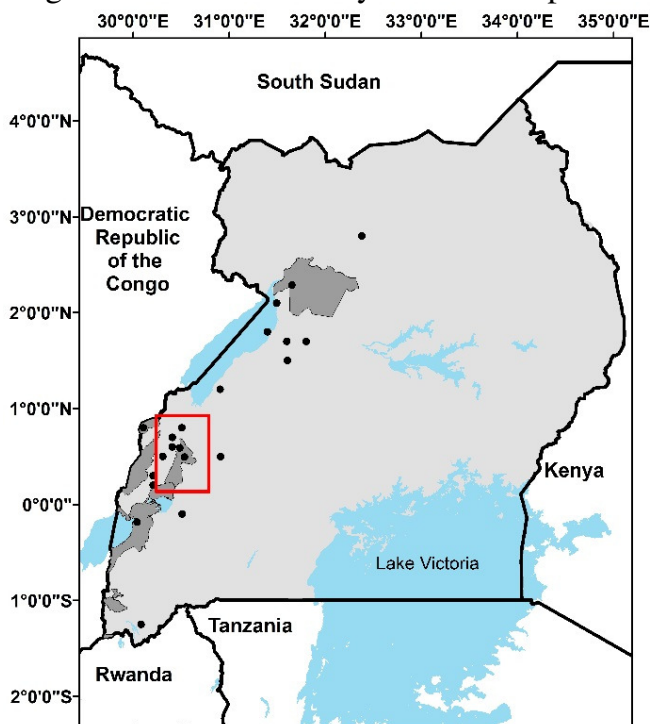 30°0'0"E 31°0'0"E 32°0'0"E 33°0'0"E 34°0'0"E 35°0'0"E
South Sudan
4°0'0"N
3°0'0"N
Democratic
Republic
of the
Congo
2°0'0"N
1°0'0"N
Kenya
0°0'0"
Lake Victoria
1°0'0"S
Tanzania
Rwanda
2°0'0"S